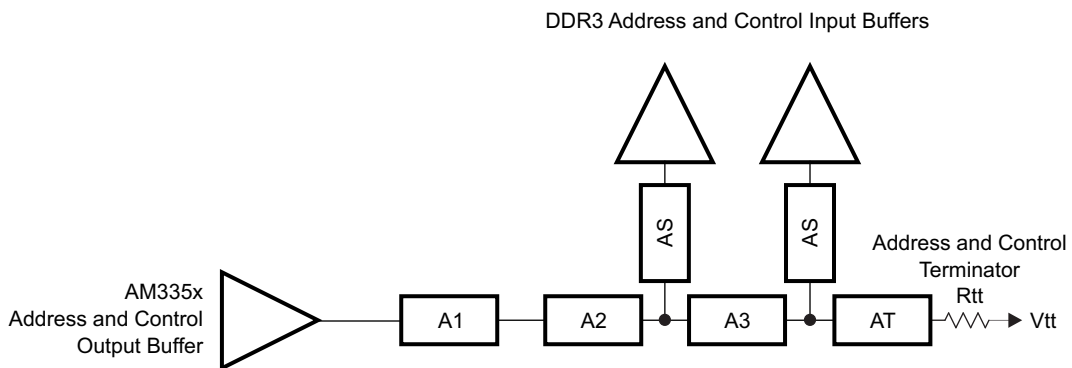 DDR3 Address and Control Input Buffers
AS
AS
Address and Control
Terminator
Rtt
AM335x
Address and Control
Output Buffer
A1
A2
A3
AT
Vtt